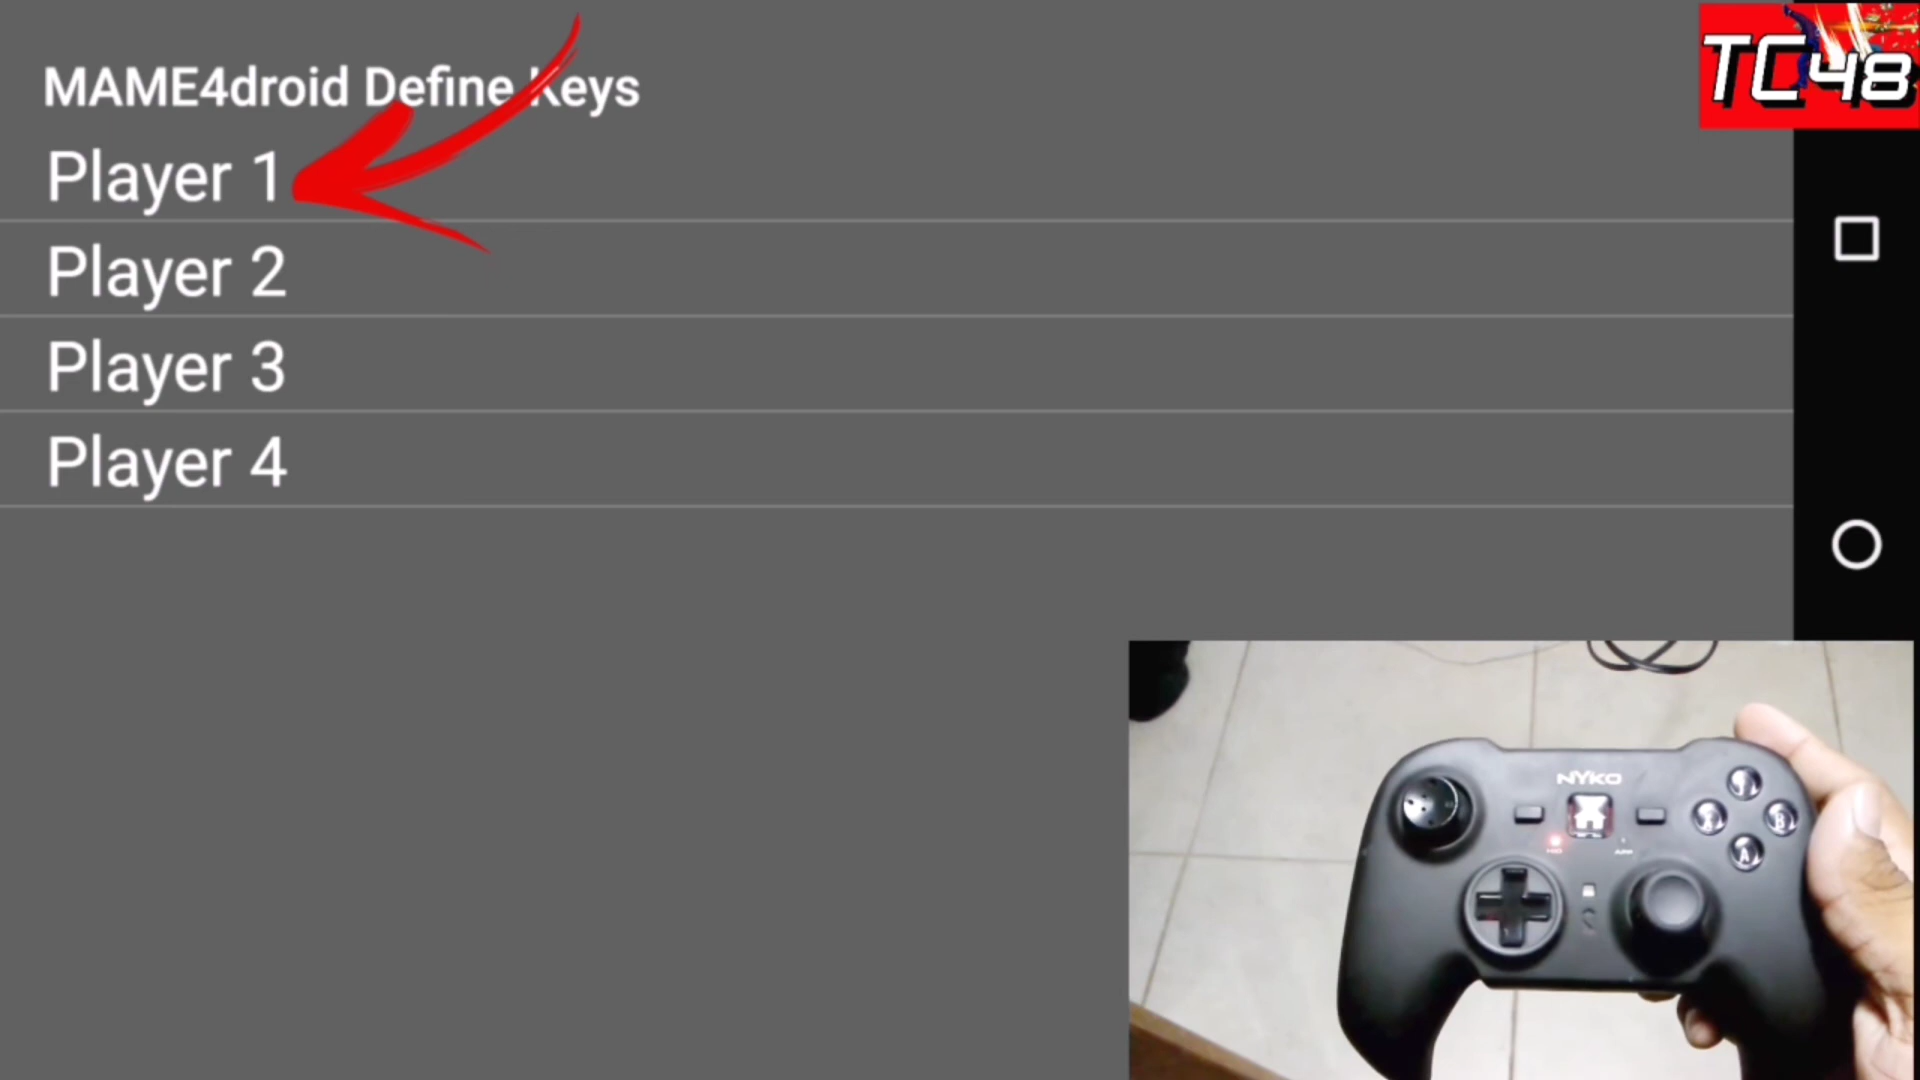 MAME4droid Define Keys
TC48
Player 1
Player 2
Player 3
Player 4
NYKO
B
A